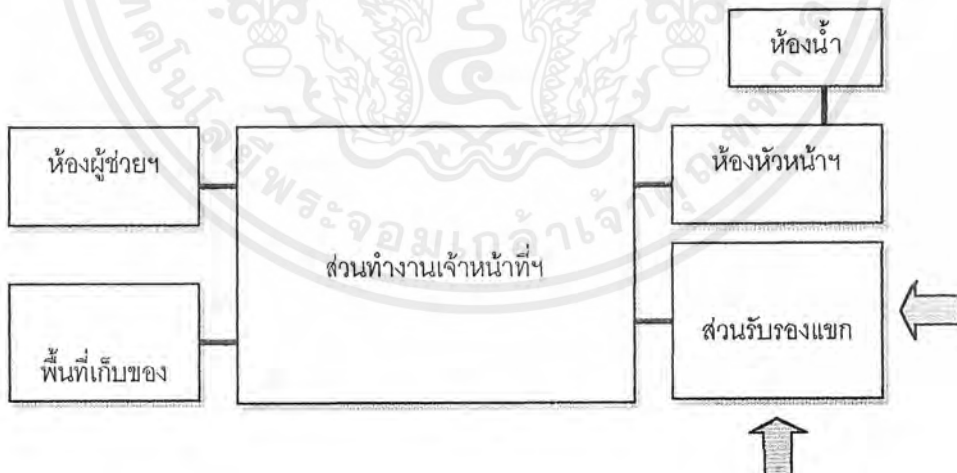 ห้องน้ำ
ห้องผู้ช่วยฯ
ห้องหัวหน้าฯ
ส่วนทำงานเจ้าหน้าที่ฯ
ส่วนรับรองแขก
พื้นที่เก็บของ